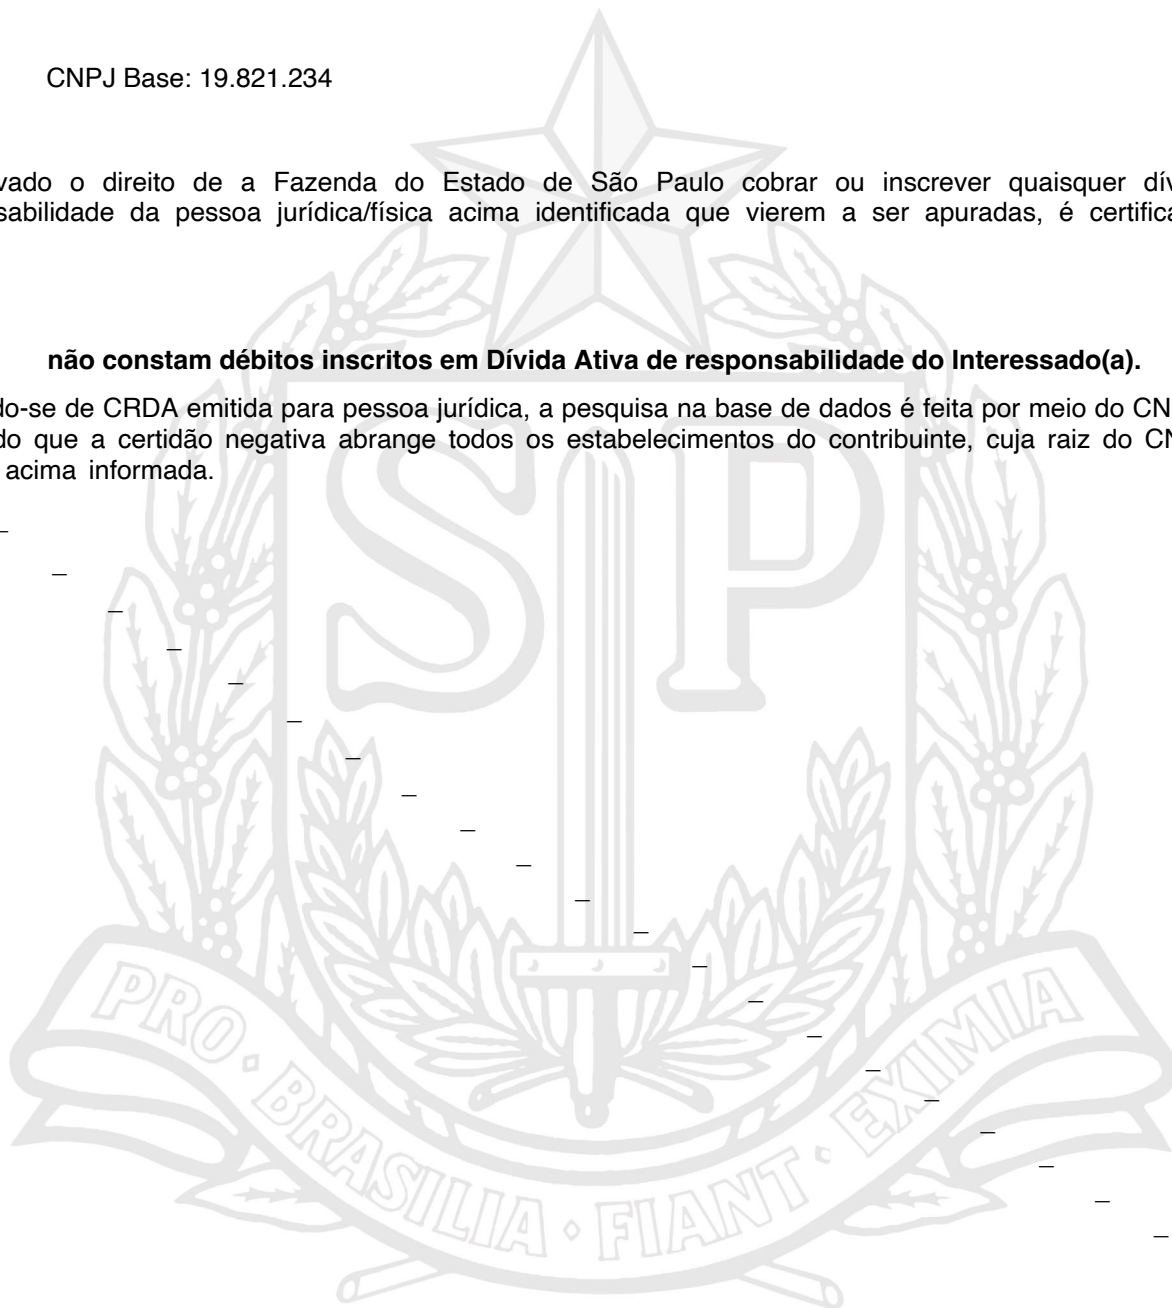 CNPJ Base: 19.821.234
vado o direito de a Fazenda do Estado de São Paulo cobrar ou inscrever quaisquer dív
sabilidade da pessoa jurídica/física acima identificada que vierem a ser apuradas, é certifica
não constam débitos inscritos em Dívida Ativa de responsabilidade do Interessado(a).
do-se de CRDA emitida para pessoa jurídica, a pesquisa na base de dados é feita por meio do CN
do que a certidão negativa abrange todos os estabelecimentos do contribuinte, cuja raiz do CN
acima informada.
SP
PRO • BRASILIA • FIANT • EXIMIA